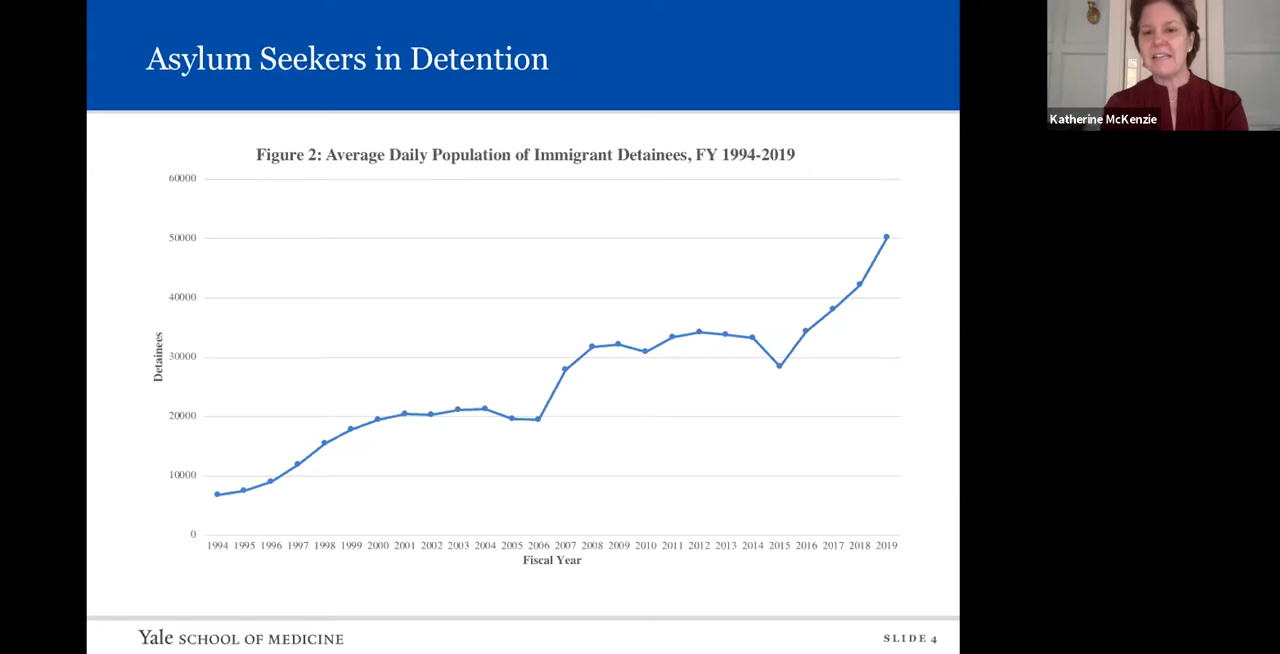 Asylum Seekers in Detention
Katherine McKenzie
Figure 2: Average Daily Population of Immigrant Detainees, FY 1994-2019
60000
50000
40000
30000
20000
10000
0
Detainees
1994 1995 1996 1997 1998 1999 2000 2001 2002 2003 2004 2005 2006 2007 2008 2009 2010 2011 2012 2013 2014 2015 2016 2017 2018 2019
Fiscal Year
Yale SCHOOL OF MEDICINE
SLIDE 4